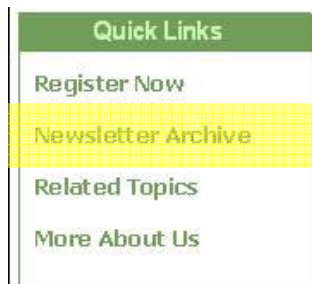 Quick Links
Register Now
Newsletter Archive
Related Topics
More About Us